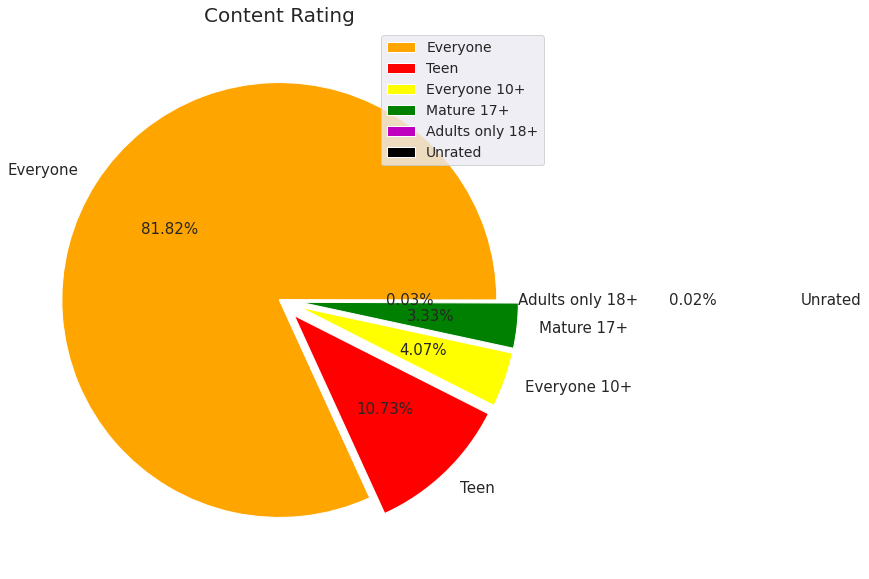 Content Rating
Everyone
Teen
Everyone 10+
Mature 17+
Adults only 18+
Unrated
Everyone
81.82%
0.03%
Adults only 18+
0.02%
Unrated
3.33%
Mature 17+
4.07%
Everyone 10+
10.73%
Teen